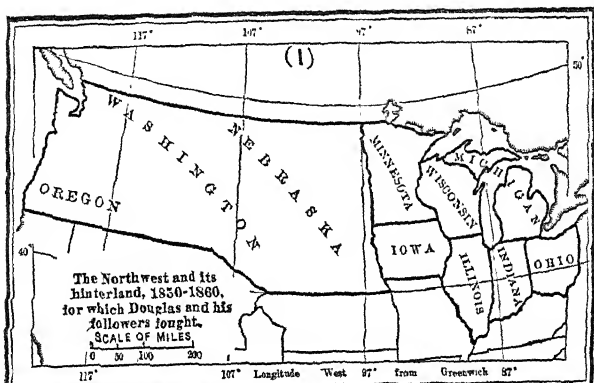 117° 107° 97° 87°
(1)
50°
WASHINGTON
NEBRASKA
MINNESOTA
WISCONSIN
MICHIGAN
OREGON
IOWA
ILLINOIS
INDIANA
OHIO
40°
The Northwest and its
hinterland, 1850-1860,
for which Douglas and his
followers fought.
SCALE OF MILES
0 50 100 200
117° 107° Longitude West 97° from Greenwich 87°